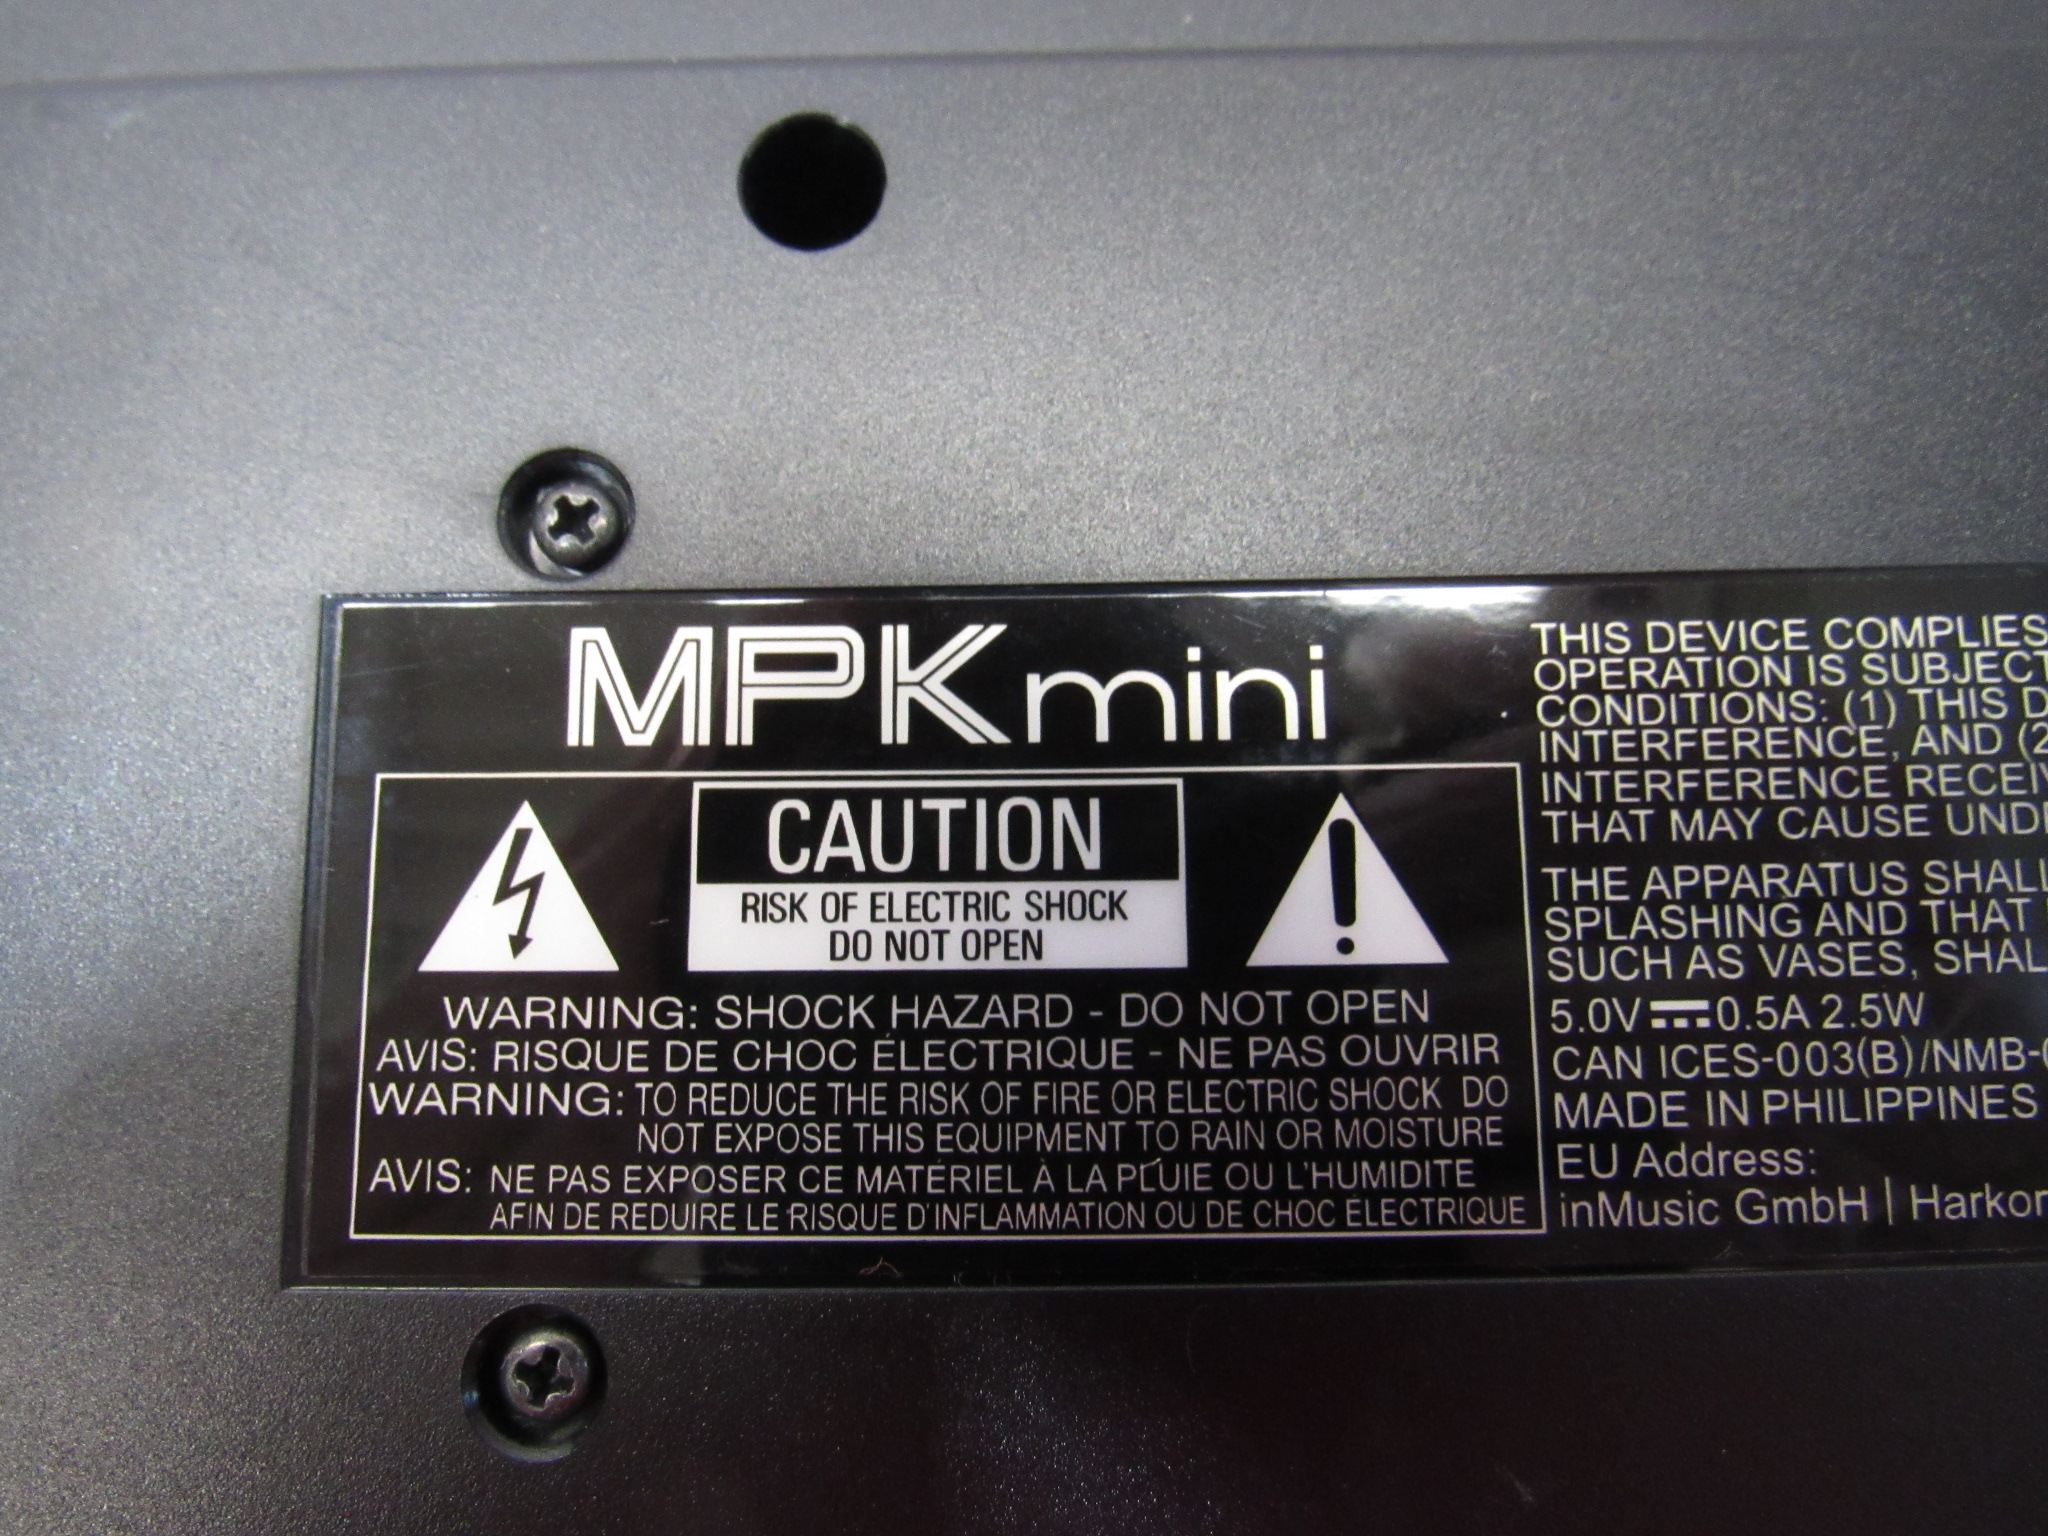 MPK mini
CAUTION
RISK OF ELECTRIC SHOCK
DO NOT OPEN
WARNING: SHOCK HAZARD - DO NOT OPEN
AVIS: RISQUE DE CHOC ÉLECTRIQUE - NE PAS OUVRIR
WARNING: TO REDUCE THE RISK OF FIRE OR ELECTRIC SHOCK DO
NOT EXPOSE THIS EQUIPMENT TO RAIN OR MOISTURE
AVIS: NE PAS EXPOSER CE MATÉRIEL À LA PLUIE OU L'HUMIDITE
AFIN DE REDUIRE LE RISQUE D'INFLAMMATION OU DE CHOC ÉLECTRIQUE
THIS DEVICE COMPLIES
OPERATION IS SUBJECT
CONDITIONS: (1) THIS
INTERFERENCE, AND (2
INTERFERENCE
THAT MAY CAUSE
THE APPARATUS SHALL
SPLASHING AND THAT
SUCH AS VASES,
5.0V ⎓ 0.5A 2.5W
CAN ICES-003(B)/NMB-
MADE IN PHILIPPINES
EU Address:
inMusic GmbH |